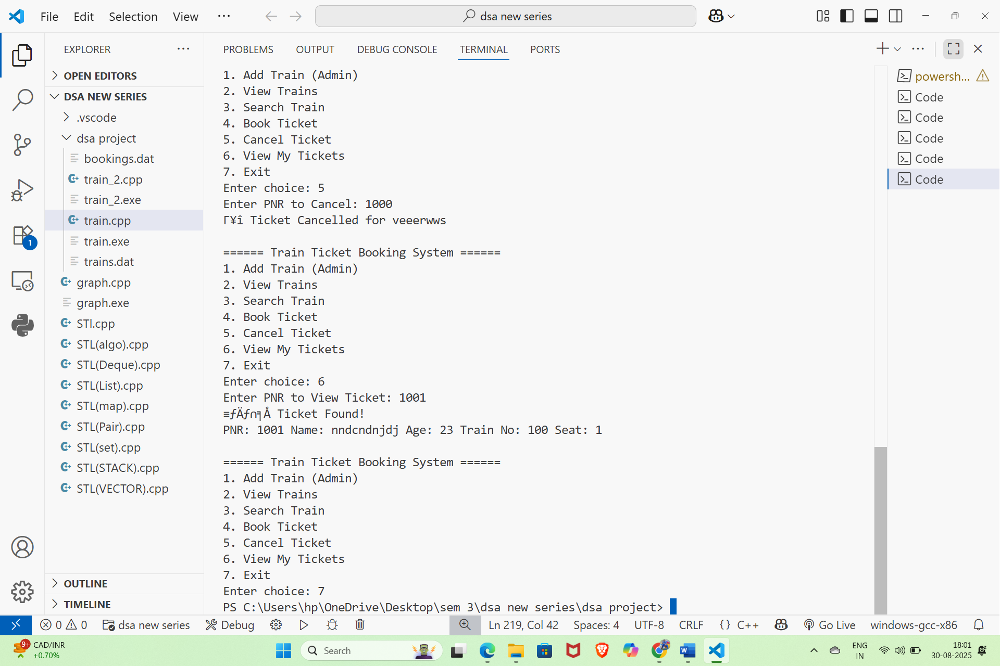 File Edit Selection View ···
dsa new series
EXPLORER ···
OPEN EDITORS
DSA NEW SERIES
.vscode
dsa project
bookings.dat
train_2.cpp
train_2.exe
train.cpp
train.exe
trains.dat
graph.cpp
graph.exe
STl.cpp
STL(algo).cpp
STL(Deque).cpp
STL(List).cpp
STL(map).cpp
STL(Pair).cpp
STL(set).cpp
STL(STACK).cpp
STL(VECTOR).cpp
OUTLINE
TIMELINE
1
PROBLEMS OUTPUT DEBUG CONSOLE TERMINAL PORTS
1. Add Train (Admin)
2. View Trains
3. Search Train
4. Book Ticket
5. Cancel Ticket
6. View My Tickets
7. Exit
Enter choice: 5
Enter PNR to Cancel: 1000
Γ¥î Ticket Cancelled for veeerwws
====== Train Ticket Booking System ======
1. Add Train (Admin)
2. View Trains
3. Search Train
4. Book Ticket
5. Cancel Ticket
6. View My Tickets
7. Exit
Enter choice: 6
Enter PNR to View Ticket: 1001
≡ƒÄƒ∩╕Å Ticket Found!
PNR: 1001 Name: nndcndnjdj Age: 23 Train No: 100 Seat: 1
====== Train Ticket Booking System ======
1. Add Train (Admin)
2. View Trains
3. Search Train
4. Book Ticket
5. Cancel Ticket
6. View My Tickets
7. Exit
Enter choice: 7
PS C:\Users\hp\OneDrive\Desktop\sem 3\dsa new series\dsa project>
powersh...
Code
Code
Code
Code
Code
0 0 dsa new series Debug Ln 219, Col 42 Spaces: 4 UTF-8 CRLF {} C++ Go Live windows-gcc-x86
9+ CAD/INR
+0.70%
Search
ENG
IN
18:01
30-08-2025